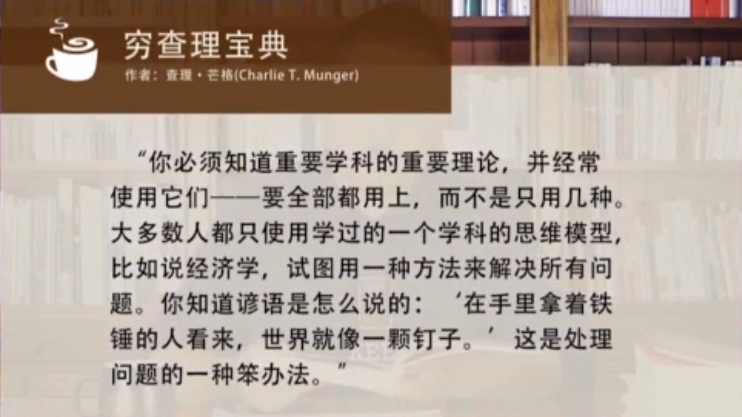 穷查理宝典
作者：查理·芒格(Charlie T. Munger)
“你必须知道重要学科的重要理论，并经常
使用它们——要全部都用上，而不是只用几种。
大多数人都只使用学过的一个学科的思维模型，
比如说经济学，试图用一种方法来解决所有问
题。你知道谚语是怎么说的：‘在手里拿着铁
锤的人看来，世界就像一颗钉子。’这是处理
问题的一种笨办法。”